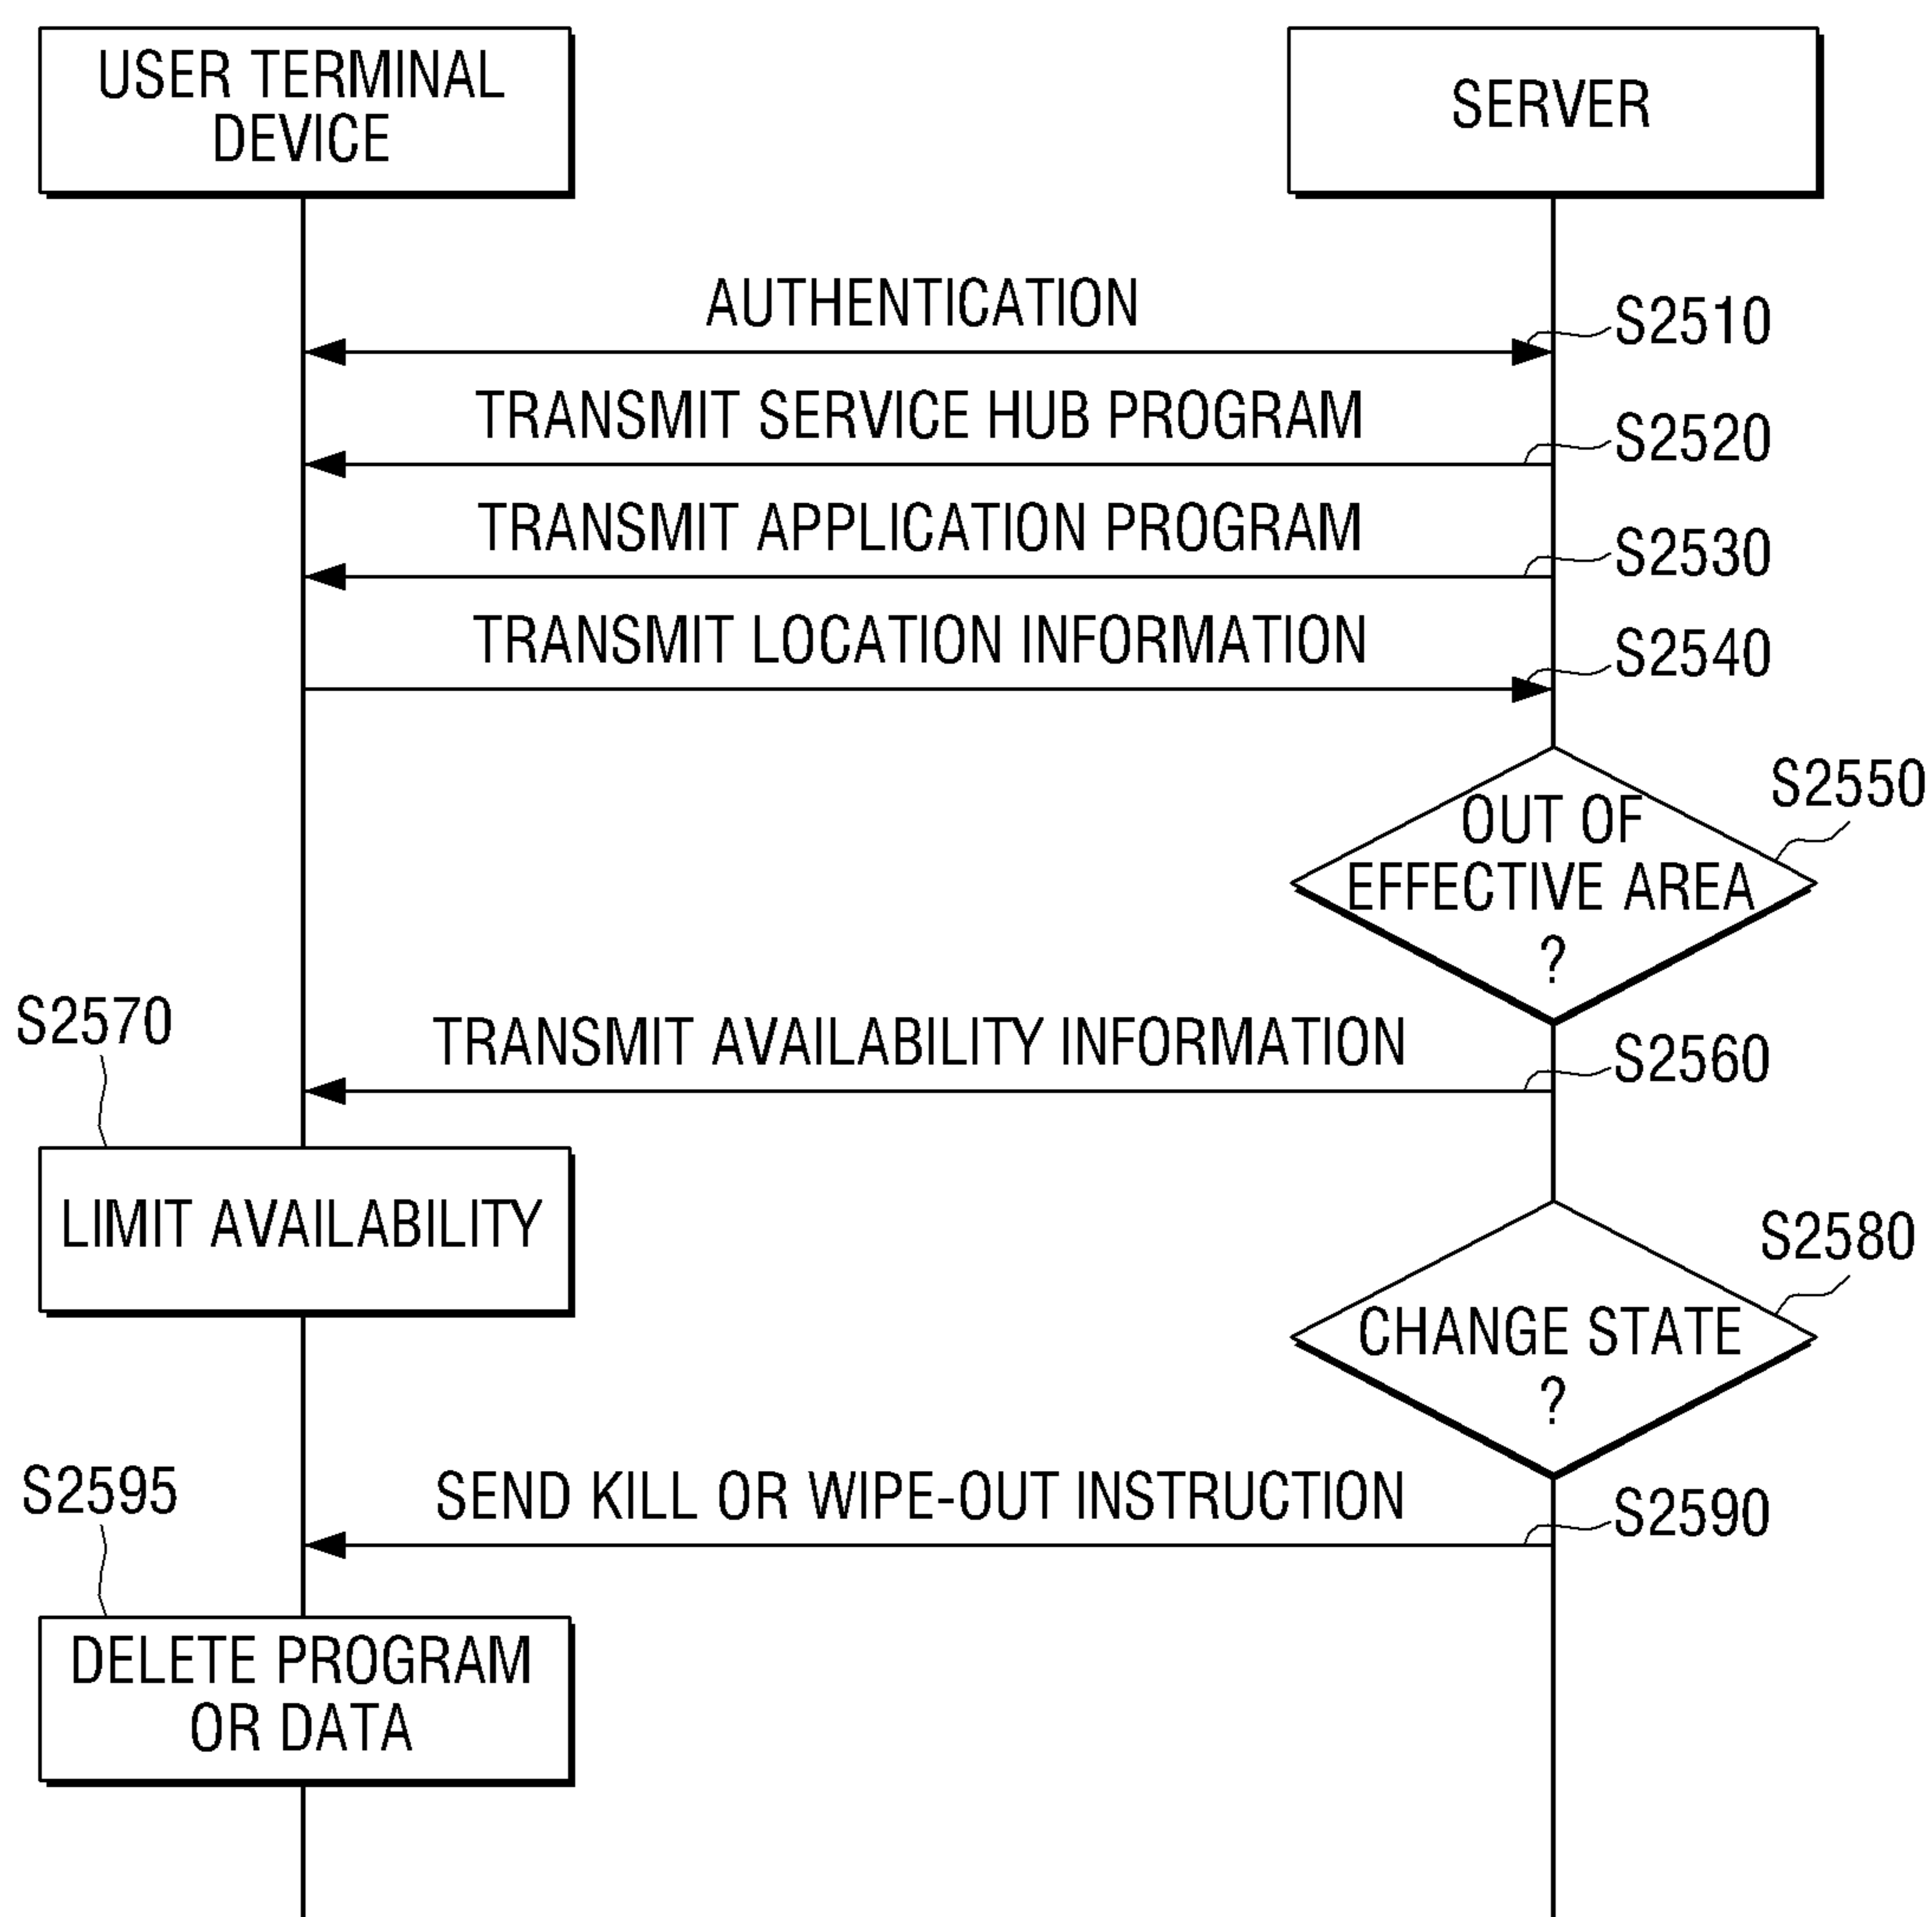 USER TERMINAL
DEVICE
SERVER
AUTHENTICATION
S2510
TRANSMIT SERVICE HUB PROGRAM
S2520
TRANSMIT APPLICATION PROGRAM
S2530
TRANSMIT LOCATION INFORMATION
S2540
S2550
OUT OF
EFFECTIVE AREA
?
S2570
TRANSMIT AVAILABILITY INFORMATION
S2560
LIMIT AVAILABILITY
S2580
CHANGE STATE
?
S2595
SEND KILL OR WIPE-OUT INSTRUCTION
S2590
DELETE PROGRAM
OR DATA